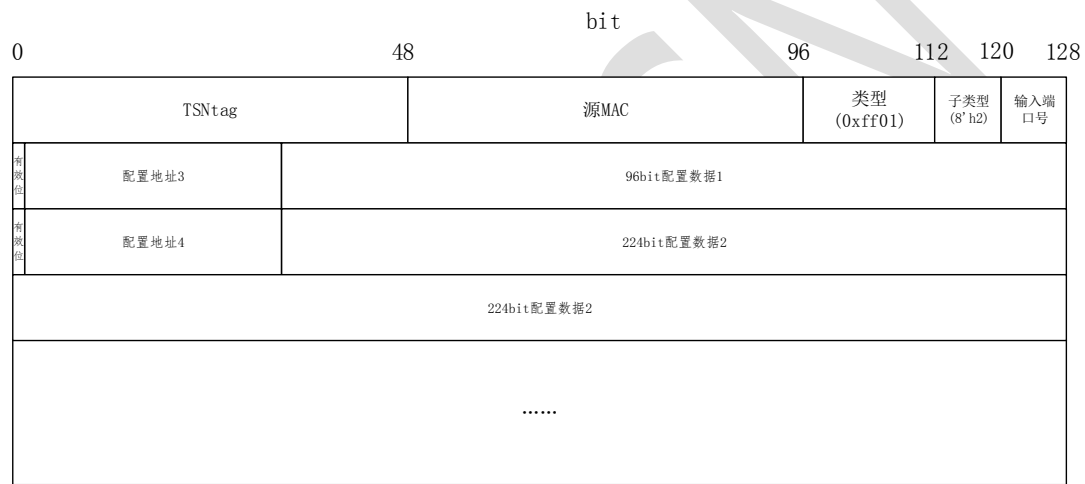 bit
0 48 96 112 120 128
TSNtag 源MAC 类型 子类型 输入端
(0xff01) (8'h2) 口号
有效位 配置地址3 96bit配置数据1
有效位 配置地址4 224bit配置数据2
224bit配置数据2
......